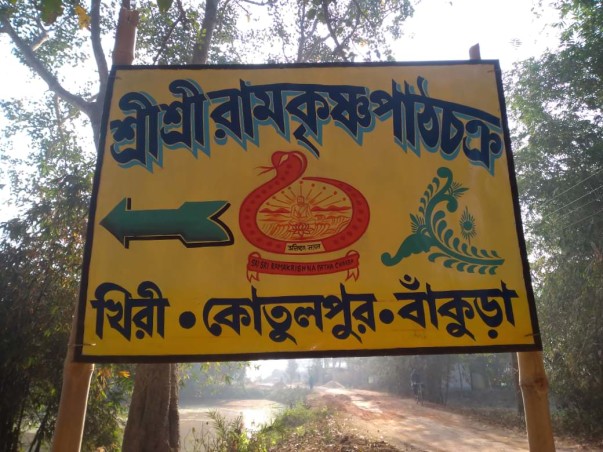 শ্রীশ্রীরামকৃষ্ণপাঠচক্র
খিরী • কোতুলপুর • বাঁকুড়া